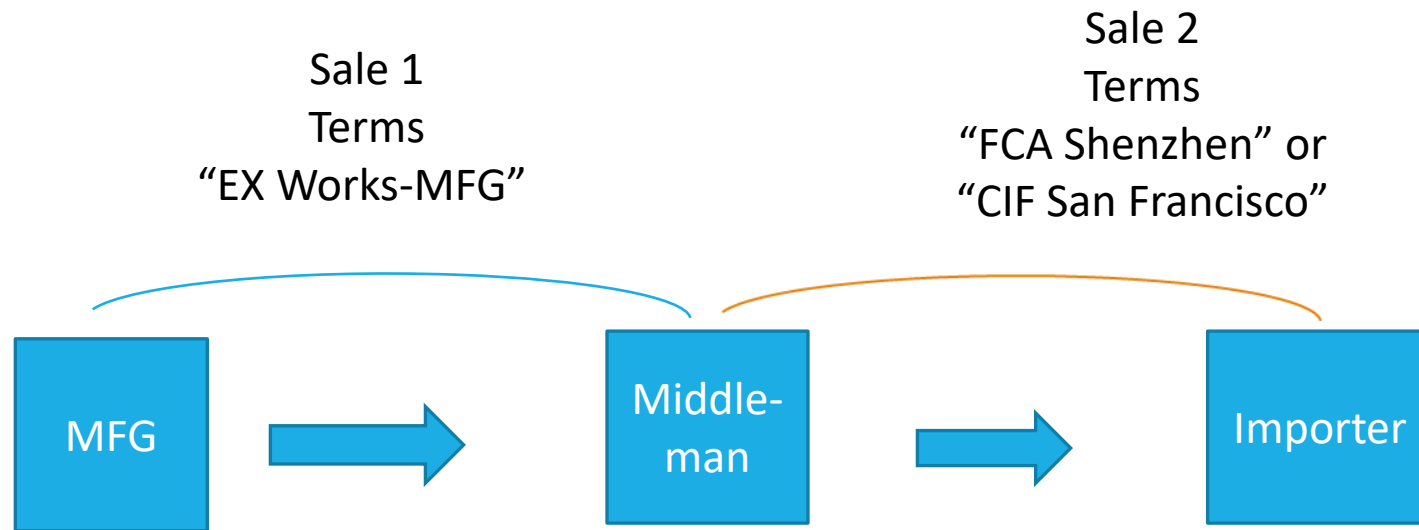 Sale 1
Terms
“EX Works-MFG”
Sale 2
Terms
“FCA Shenzhen” or
“CIF San Francisco”
MFG
Middle-
man
Importer